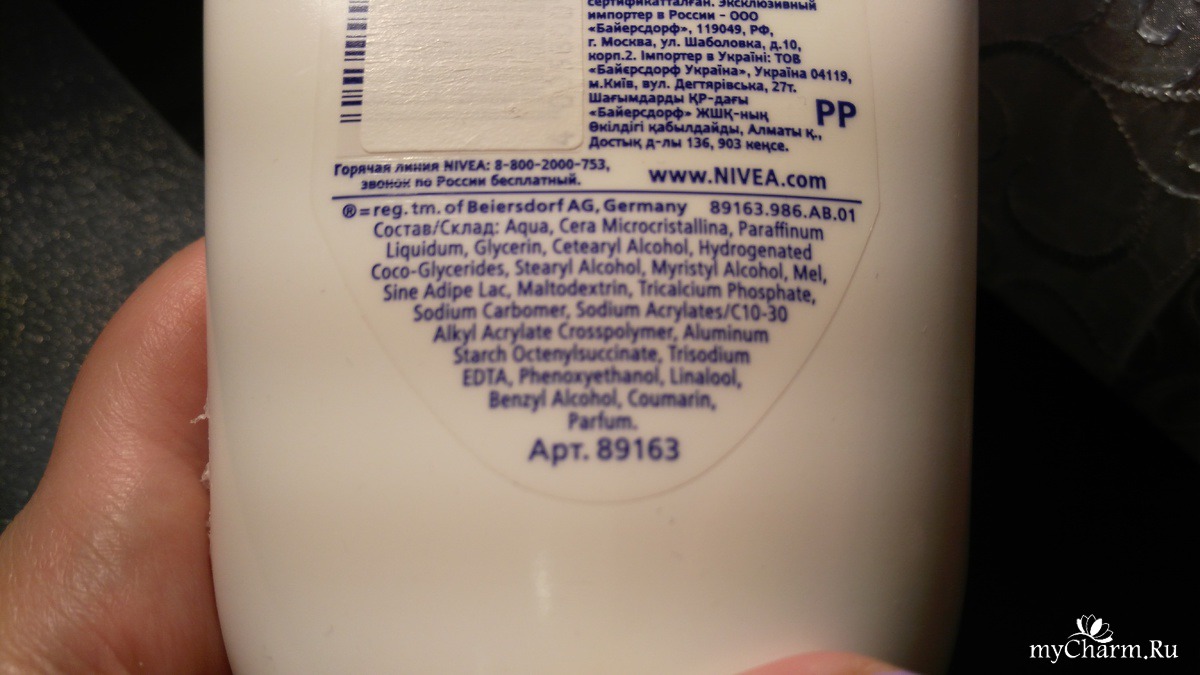 сертификатталған. Эксклюзивный
импортер в России - ООО
«Байерсдорф», 119049, РФ,
г. Москва, ул. Шаболовка, д.10,
корп.2. Імпортер в Україні: ТОВ
«Байєрсдорф Україна», Україна 04119,
м.Київ, вул. Дегтярівська, 27т.
Шағымдарды ҚР-дағы
«Байерсдорф» ЖШҚ-ның
Өкілдігі қабылдайды, Алматы қ.,
Достық д-лы 136, 903 кеңсе.
PP
Горячая линия NIVEA: 8-800-2000-753,
звонок по России бесплатный.
www.NIVEA.com
®=reg. tm. of Beiersdorf AG, Germany 89163.986.AB.01
Состав/Склад: Aqua, Cera Microcristallina, Paraffinum
Liquidum, Glycerin, Cetearyl Alcohol, Hydrogenated
Coco-Glycerides, Stearyl Alcohol, Myristyl Alcohol, Mel,
Sine Adipe Lac, Maltodextrin, Tricalcium Phosphate,
Sodium Carbomer, Sodium Acrylates/C10-30
Alkyl Acrylate Crosspolymer, Aluminum
Starch Octenylsuccinate, Trisodium
EDTA, Phenoxyethanol, Linalool,
Benzyl Alcohol, Coumarin,
Parfum.
Арт. 89163
myCharm.Ru